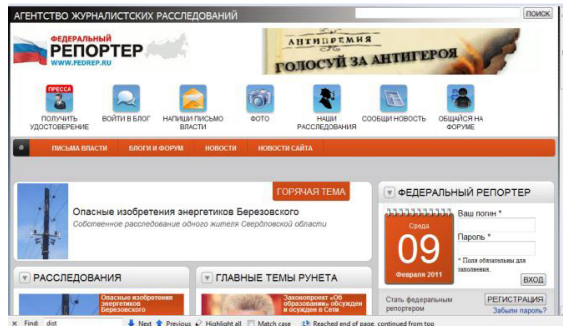 АГЕНТСТВО ЖУРНАЛИСТСКИХ РАССЛЕДОВАНИЙ
ПОИСК
ФЕДЕРАЛЬНЫЙ
РЕПОРТЕР
WWW.FEDREP.RU
АНТИПРЕМИЯ
ГОЛОСУЙ ЗА АНТИГЕРОЯ
ПРЕССА
ПОЛУЧИТЬ УДОСТОВЕРЕНИЕ
ВОЙТИ В БЛОГ
НАПИШИ ПИСЬМО ВЛАСТИ
ФОТО
НАШИ РАССЛЕДОВАНИЯ
СООБЩИ НОВОСТЬ
ОБЩАЙСЯ НА ФОРУМЕ
ПИСЬМА ВЛАСТИ БЛОГИ И ФОРУМ НОВОСТИ НОВОСТИ САЙТА
ГОРЯЧАЯ ТЕМА
Опасные изобретения энергетиков Березовского
Собственное расследование одного жителя Свердловской области
РАССЛЕДОВАНИЯ
Опасные изобретения
энергетиков
Березовского
ГЛАВНЫЕ ТЕМЫ РУНЕТА
Законопроект «Об
образовании» обсужден
и осужден в Сети
ФЕДЕРАЛЬНЫЙ РЕПОРТЕР
Среда
09
Февраля 2011
Ваш логин *
Пароль *
* Поля обязательны для
заполнения.
ВХОД
Стать федеральным
репортером
РЕГИСТРАЦИЯ
Забыли пароль?
x Find: dist Next Previous Highlight all Match case Reached end of page, continued from top